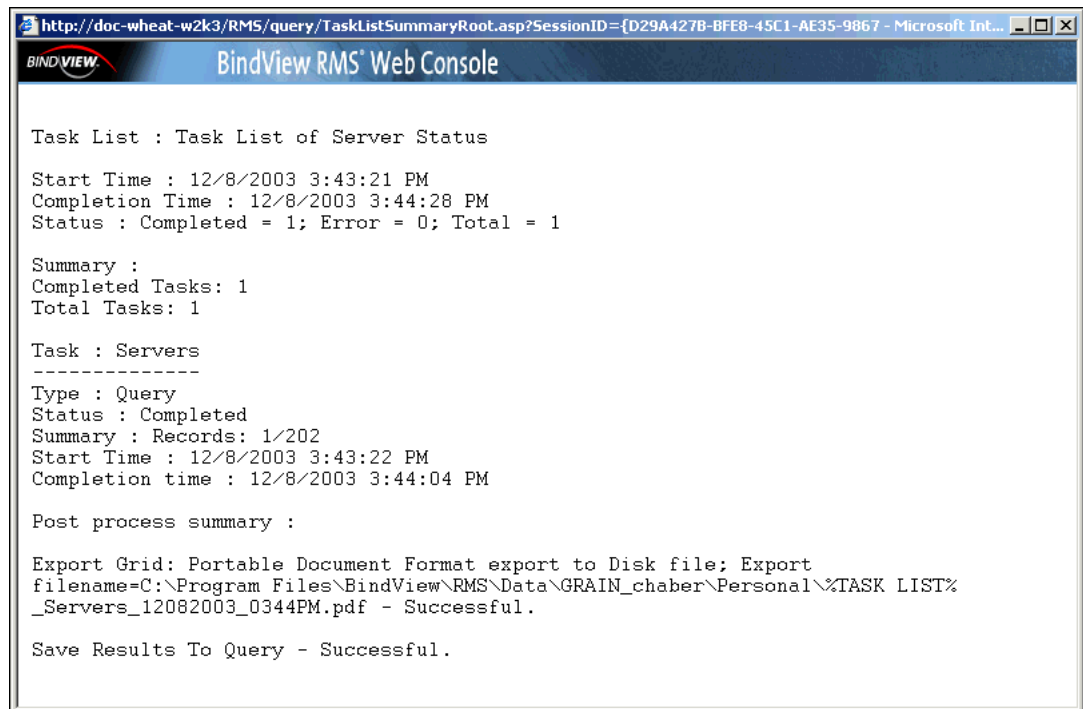 http://doc-wheat-w2k3/RMS/query/TaskListSummaryRoot.asp?SessionID={D29A427B-BFE8-45C1-AE35-9867 - Microsoft Int...
BINDVIEW. BindView RMS° Web Console
Task List : Task List of Server Status
Start Time : 12/8/2003 3:43:21 PM
Completion Time : 12/8/2003 3:44:28 PM
Status : Completed = 1; Error = 0; Total = 1
Summary :
Completed Tasks: 1
Total Tasks: 1
Task : Servers
--------------
Type : Query
Status : Completed
Summary : Records: 1/202
Start Time : 12/8/2003 3:43:22 PM
Completion time : 12/8/2003 3:44:04 PM
Post process summary :
Export Grid: Portable Document Format export to Disk file; Export
filename=C:\Program Files\BindView\RMS\Data\GRAIN_chaber\Personal\%TASK LIST%
_Servers_12082003_0344PM.pdf - Successful.
Save Results To Query - Successful.